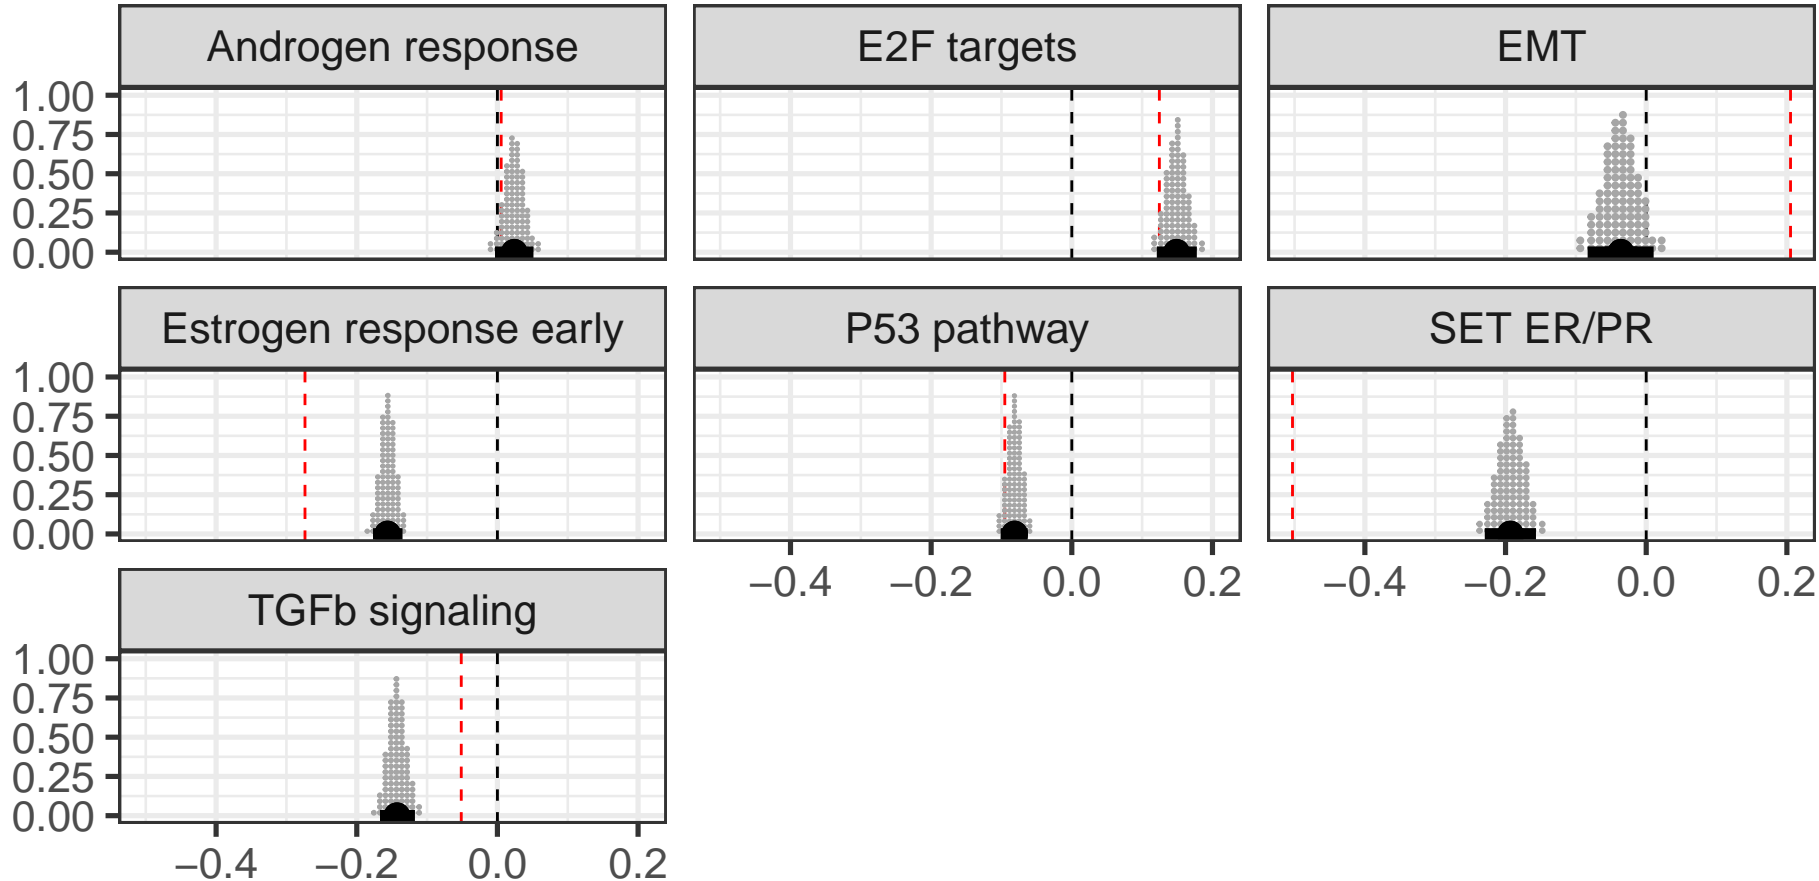 Androgen response
E2F targets
EMT
1.00
0.75
0.50
0.25
0.00
Estrogen response early
P53 pathway
SET ER/PR
1.00
0.75
0.50
0.25
0.00
−0.4 −0.2 0.0 0.2
−0.4 −0.2 0.0 0.2
TGFb signaling
1.00
0.75
0.50
0.25
0.00
−0.4 −0.2 0.0 0.2